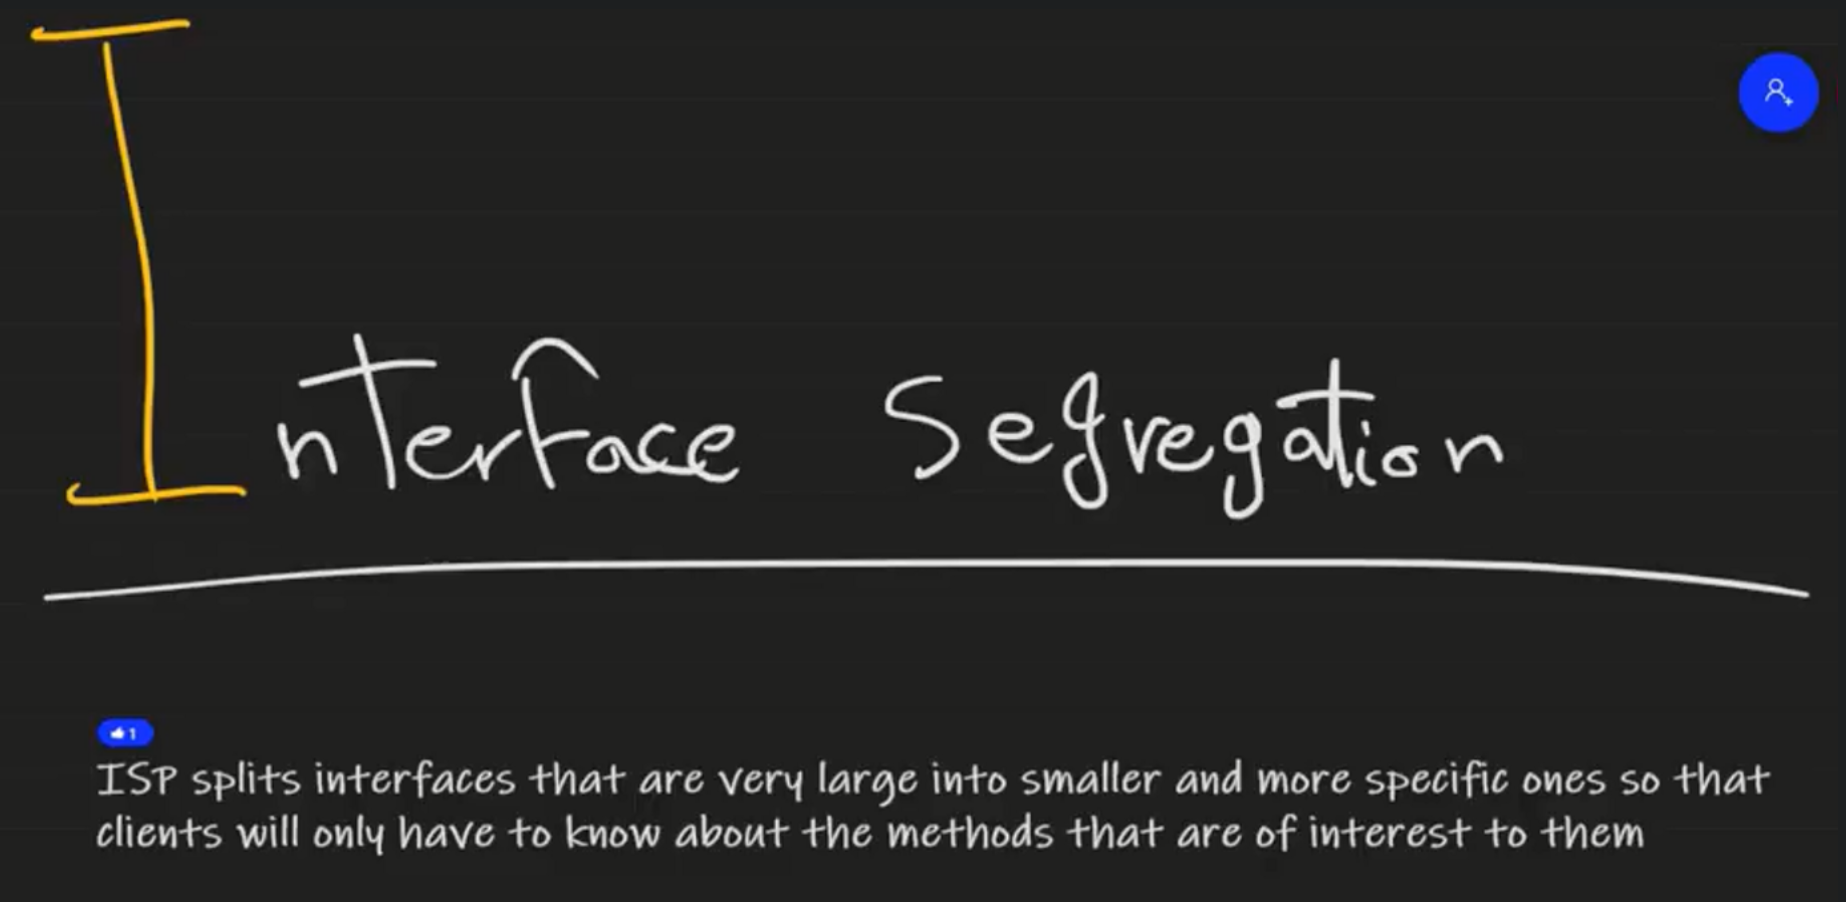 Interface Segregation
1
ISP splits interfaces that are very large into smaller and more specific ones so that
clients will only have to know about the methods that are of interest to them